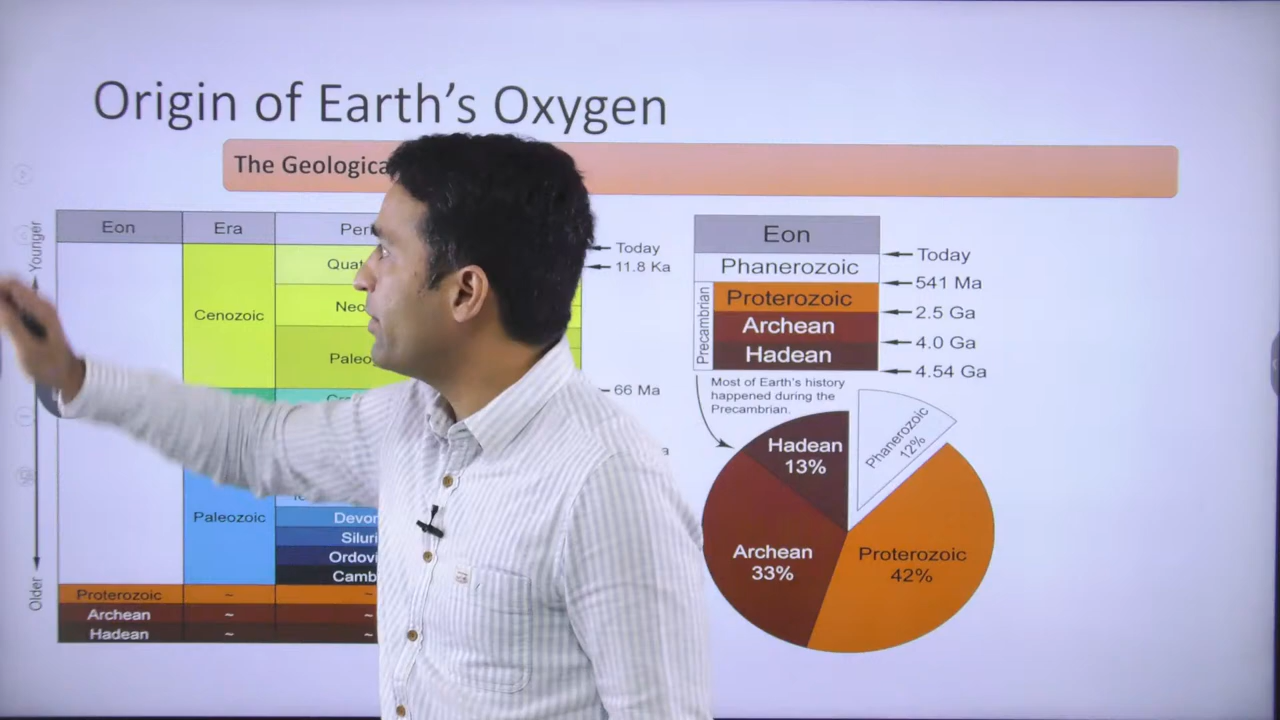 Origin of Earth's Oxygen
The Geologica
Younger
Older
Eon Era Per
Cenozoic
Quat
Neo
Paleo
Paleozoic
Devon
Siluri
Ordovi
Camb
Proterozoic ~ ~
Archean ~ ~
Hadean ~ ~
Today
11.8 Ka
66 Ma
Eon
Phanerozoic
Precambrian
Proterozoic
Archean
Hadean
Today
541 Ma
2.5 Ga
4.0 Ga
4.54 Ga
Most of Earth's history
happened during the
Precambrian.
Hadean
13%
Phanerozoic
12%
Archean
33%
Proterozoic
42%